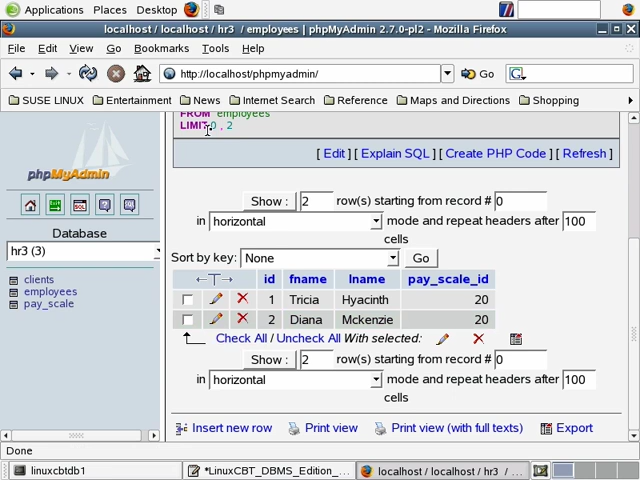 Applications Places Desktop
localhost / localhost / hr3 / employees | phpMyAdmin 2.7.0-pl2 - Mozilla Firefox
File Edit View Go Bookmarks Tools Help
http://localhost/phpmyadmin/ Go
SUSE LINUX Entertainment News Internet Search Reference Maps and Directions Shopping
phpMyAdmin
Database
hr3 (3)
clients
employees
pay_scale
FROM `employees`
LIMIT 0 , 2
[ Edit ] [ Explain SQL ] [ Create PHP Code ] [ Refresh ]
Show : 2 row(s) starting from record # 0
in horizontal mode and repeat headers after 100
cells
Sort by key: None Go
←T→ id fname lname pay_scale_id
1 Tricia Hyacinth 20
2 Diana Mckenzie 20
Check All / Uncheck All With selected:
Show : 2 row(s) starting from record # 0
in horizontal mode and repeat headers after 100
cells
Insert new row Print view Print view (with full texts) Export
Done
linuxcbtdb1 *LinuxCBT_DBMS_Edition_... localhost / localhost / hr3 / ...